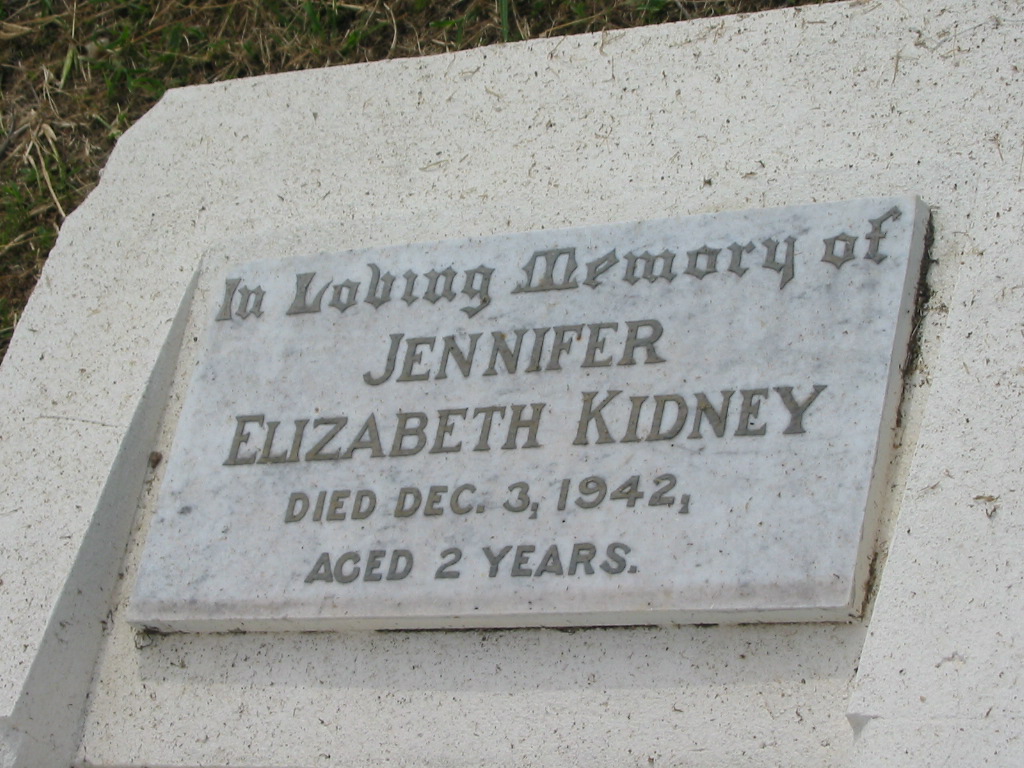 In Loving Memory of
JENNIFER
ELIZABETH KIDNEY
DIED DEC. 3, 1942,
AGED 2 YEARS.